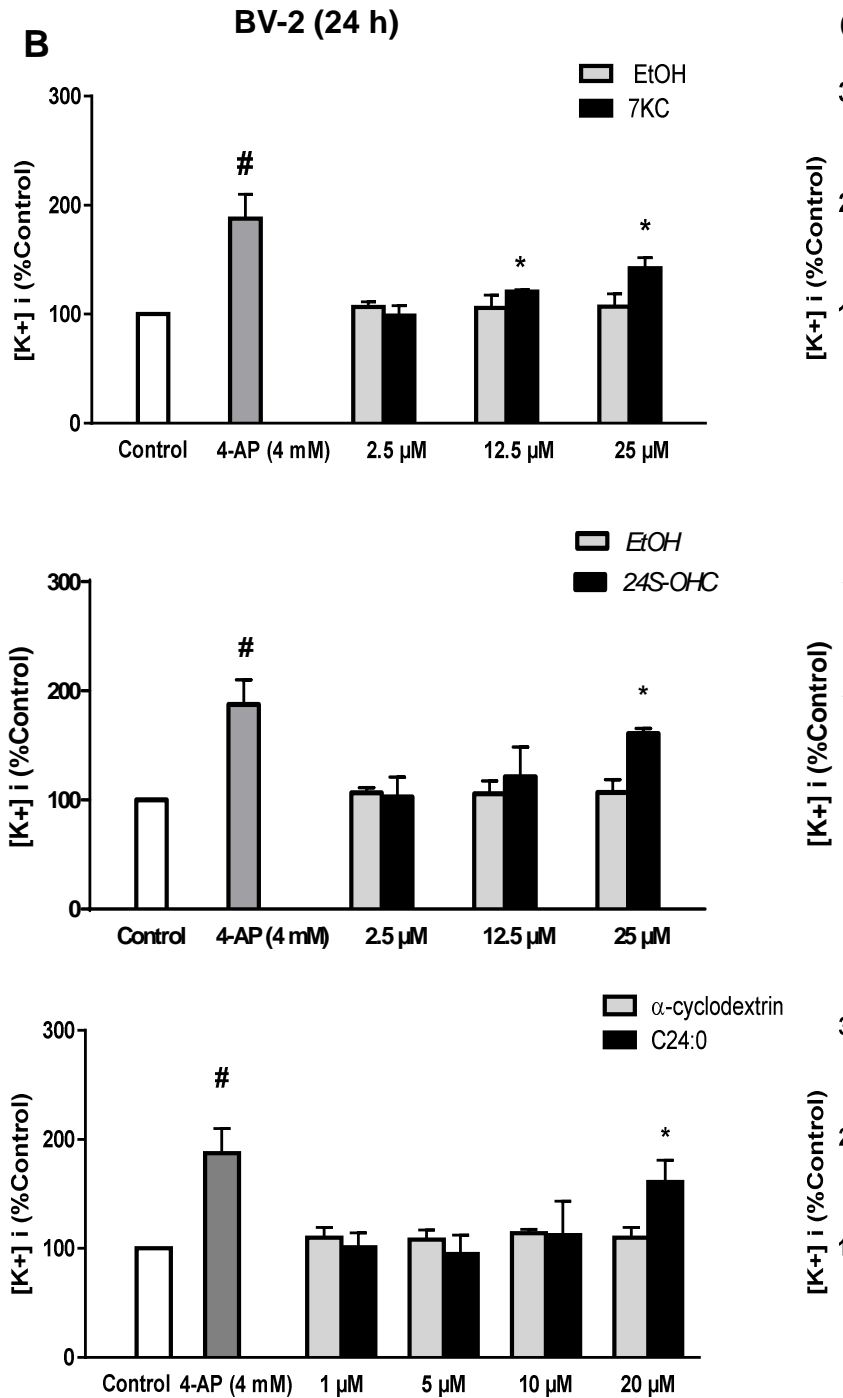 BV-2 (24 h)
B
EtOH
7KC
300
200
100
0
[K+] i (%Control)
#
*
*
Control 4-AP (4 mM) 2.5 µM 12.5 µM 25 µM
[K+] i (%Control)
EtOH
24S-OHC
300
200
100
0
[K+] i (%Control)
#
*
Control 4-AP (4 mM) 2.5 µM 12.5 µM 25 µM
[K+] i (%Control)
α-cyclodextrin
C24:0
300
200
100
0
[K+] i (%Control)
#
*
Control 4-AP (4 mM) 1 µM 5 µM 10 µM 20 µM
[K+] i (%Control)